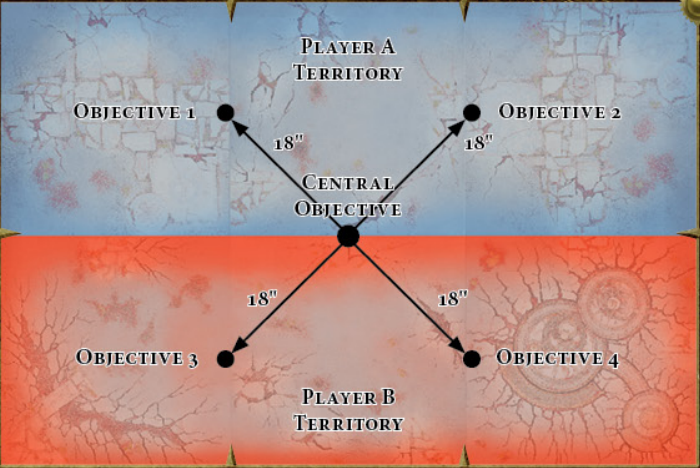 Player A
Territory
Objective 1
Objective 2
18"
18"
Central
Objective
18"
18"
Objective 3
Objective 4
Player B
Territory